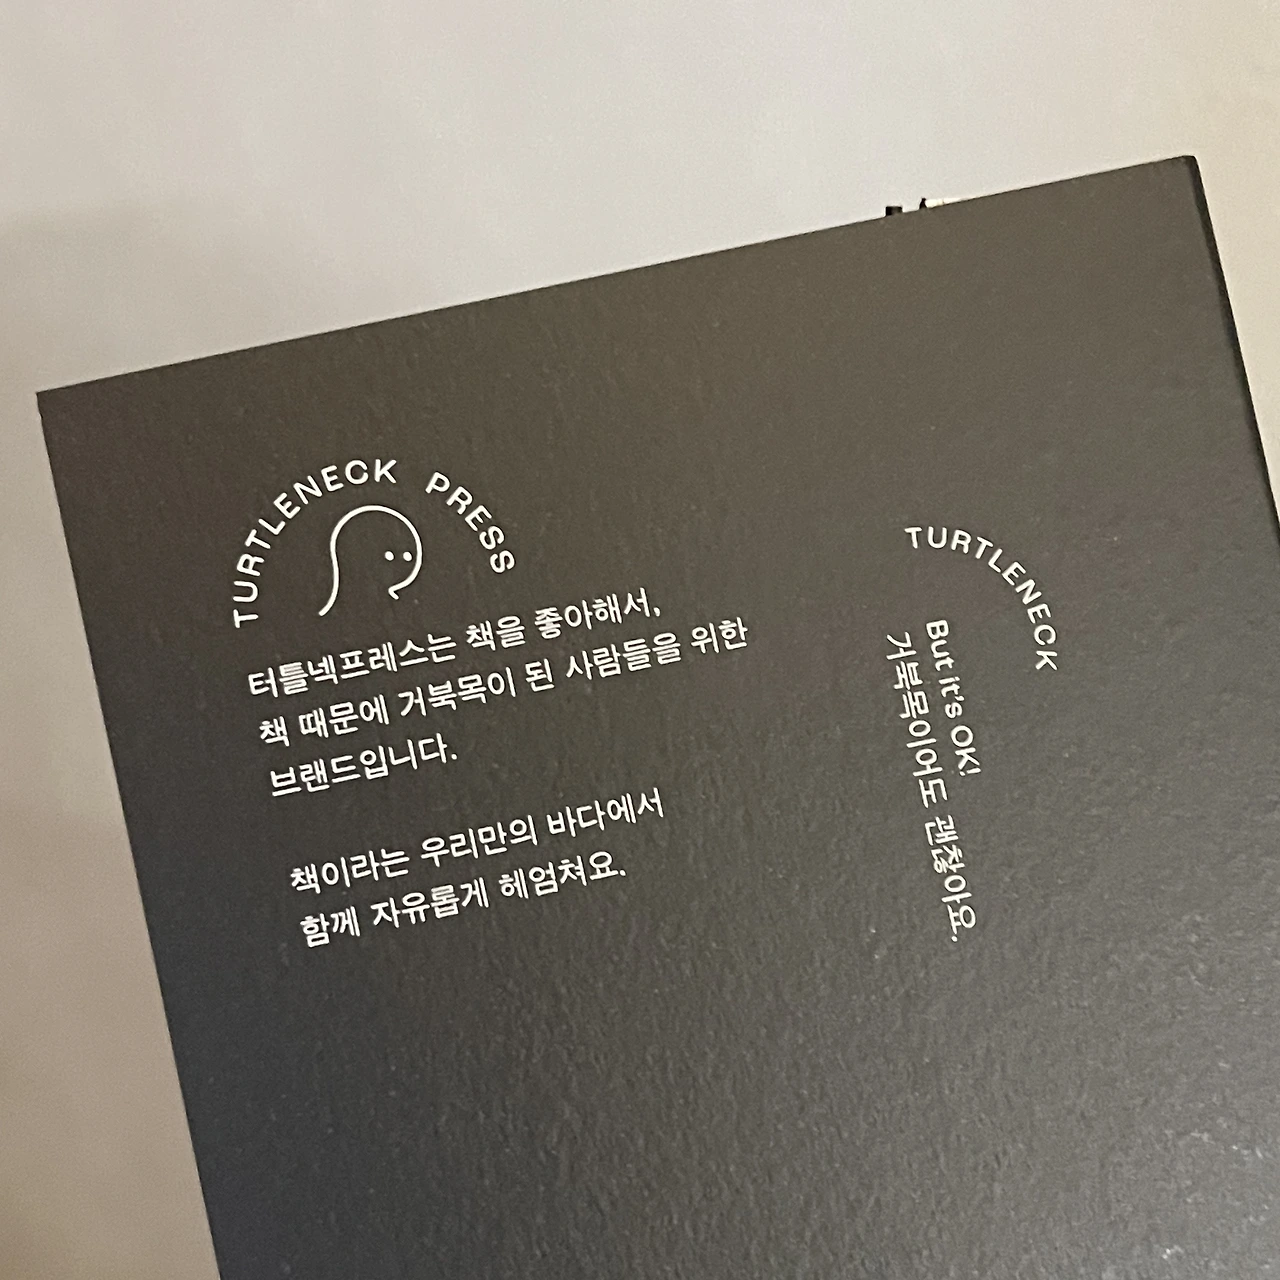 TURTLENECK PRESS
터틀넥프레스는 책을 좋아해서,
책 때문에 거북목이 된 사람들을 위한
브랜드입니다.
책이라는 우리만의 바다에서
함께 자유롭게 헤엄쳐요.
TURTLENECK
But it's OK!
거북목이어도 괜찮아요.